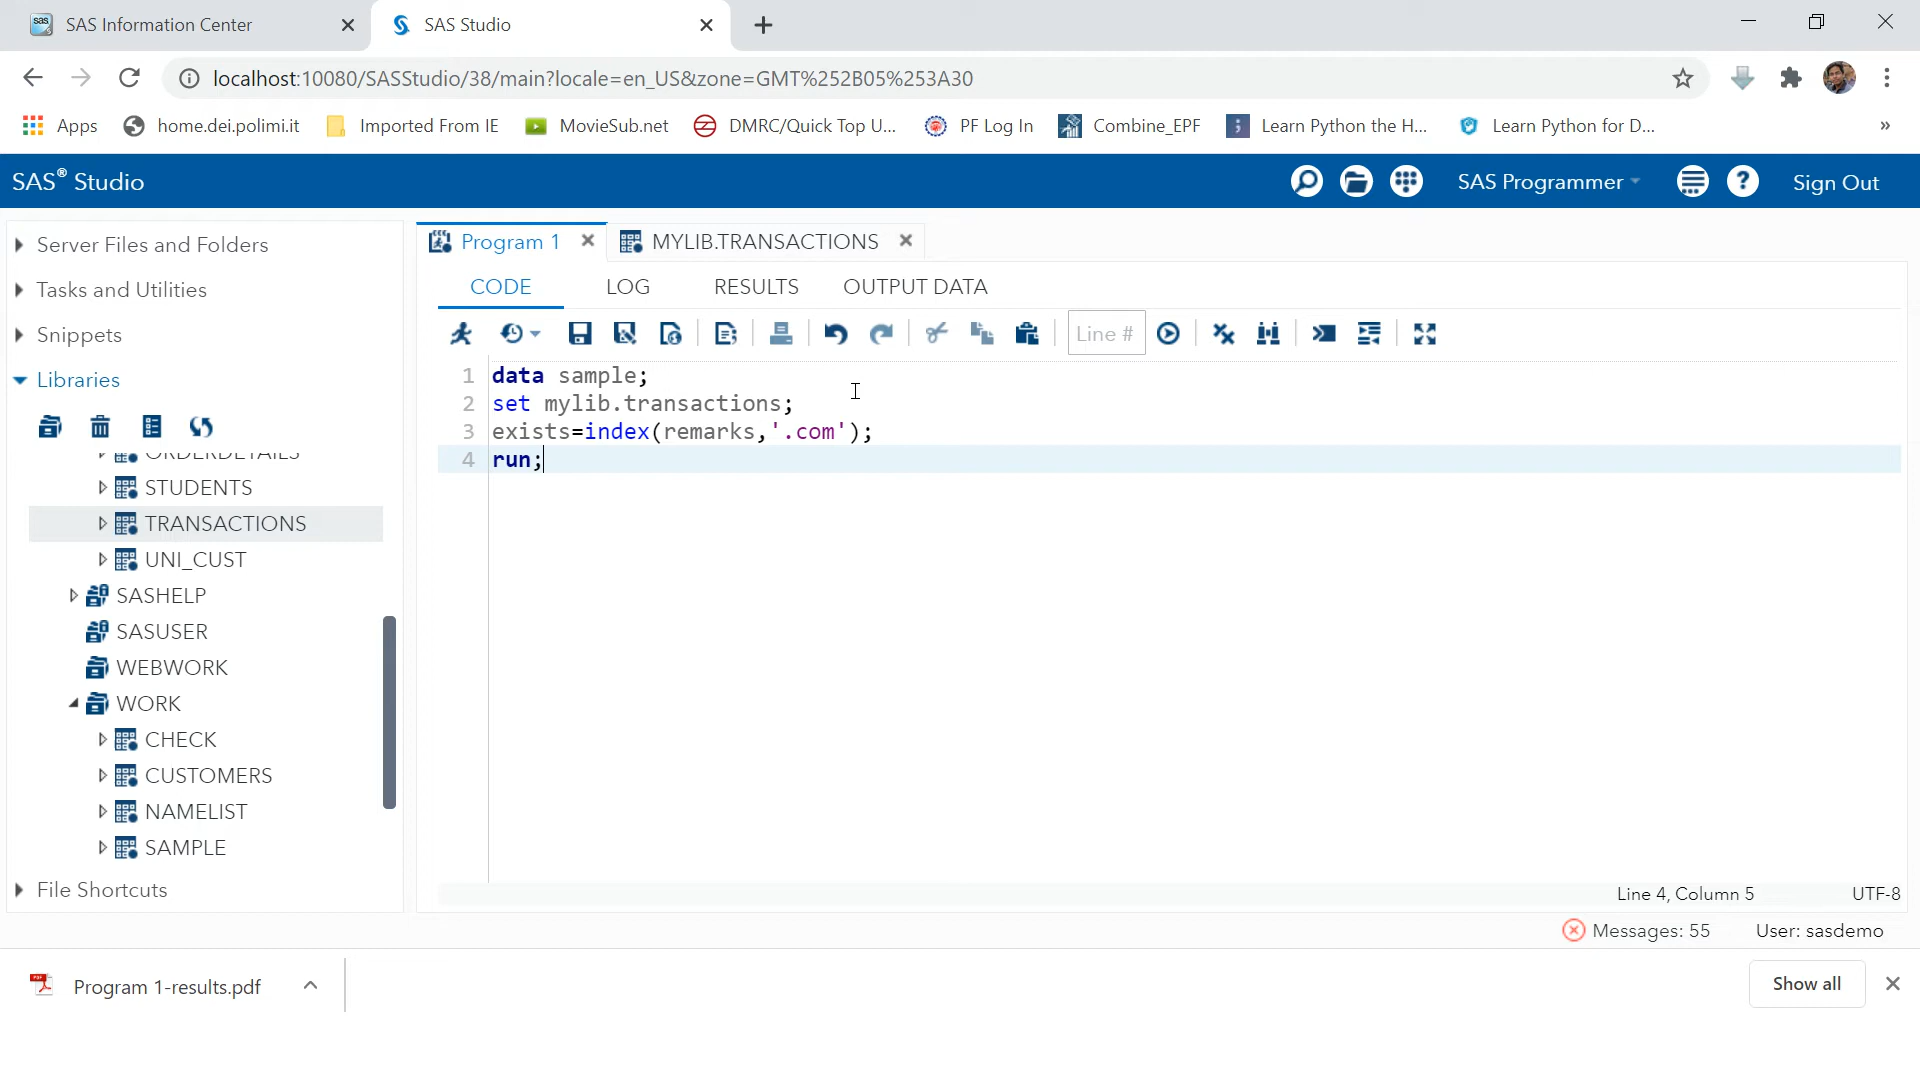 SAS Information Center
SAS Studio
localhost:10080/SASStudio/38/main?locale=en_US&zone=GMT%252B05%253A30
Apps
home.dei.polimi.it
Imported From IE
MovieSub.net
DMRC/Quick Top U...
PF Log In
Combine_EPF
Learn Python the H...
Learn Python for D...
»
SAS® Studio
SAS Programmer
Sign Out
Server Files and Folders
Tasks and Utilities
Snippets
Libraries
ORDERDETAILS
STUDENTS
TRANSACTIONS
UNI_CUST
SASHELP
SASUSER
WEBWORK
WORK
CHECK
CUSTOMERS
NAMELIST
SAMPLE
File Shortcuts
Program 1
MYLIB.TRANSACTIONS
CODE LOG RESULTS OUTPUT DATA
Line #
1 data sample;
2 set mylib.transactions;
3 exists=index(remarks,'.com');
4 run;
Line 4, Column 5
UTF-8
Messages: 55
User: sasdemo
Program 1-results.pdf
Show all